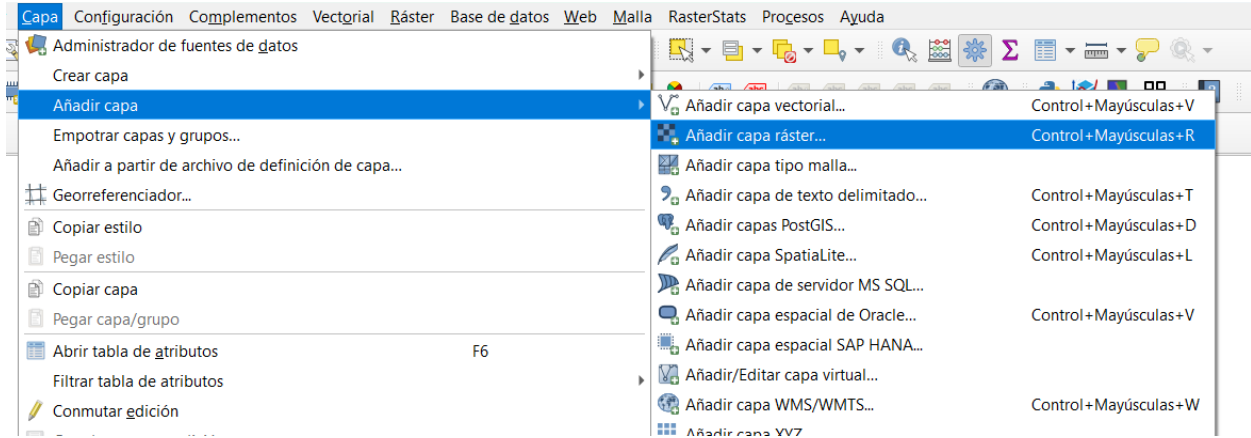 Capa Configuración Complementos Vectorial Ráster Base de datos Web Malla RasterStats Procesos Ayuda
Administrador de fuentes de datos
Crear capa
Añadir capa
Empotrar capas y grupos...
Añadir a partir de archivo de definición de capa...
Georreferenciador...
Copiar estilo
Pegar estilo
Copiar capa
Pegar capa/grupo
Abrir tabla de atributos F6
Filtrar tabla de atributos
Conmutar edición
Añadir capa vectorial... Control+Mayúsculas+V
Añadir capa ráster... Control+Mayúsculas+R
Añadir capa tipo malla...
Añadir capa de texto delimitado... Control+Mayúsculas+T
Añadir capas PostGIS... Control+Mayúsculas+D
Añadir capa SpatiaLite... Control+Mayúsculas+L
Añadir capa de servidor MS SQL...
Añadir capa espacial de Oracle... Control+Mayúsculas+V
Añadir capa espacial SAP HANA...
Añadir/Editar capa virtual...
Añadir capa WMS/WMTS... Control+Mayúsculas+W
Añadir capa XYZ